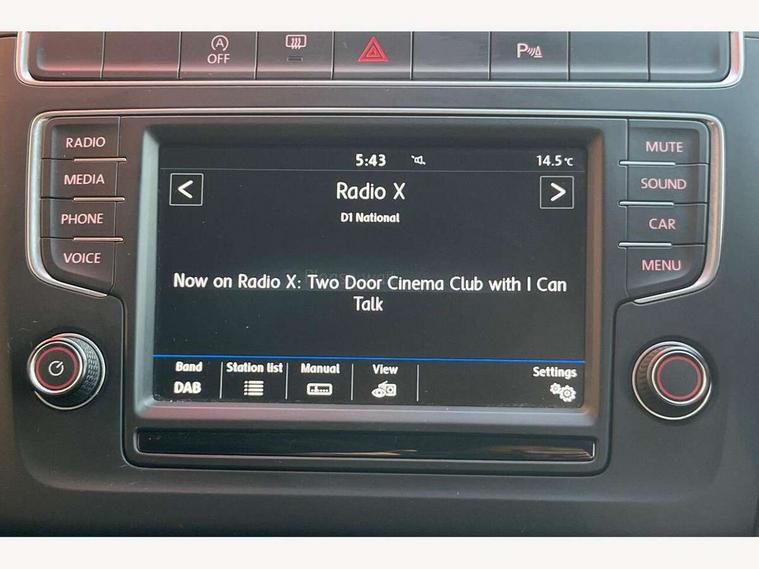 OFF
P
RADIO
MEDIA
PHONE
VOICE
5:43
14.5°C
<
Radio X
>
D1 National
Now on Radio X: Two Door Cinema Club with I Can
Talk
Band
Station list
Manual
View
Settings
DAB
MUTE
SOUND
CAR
MENU